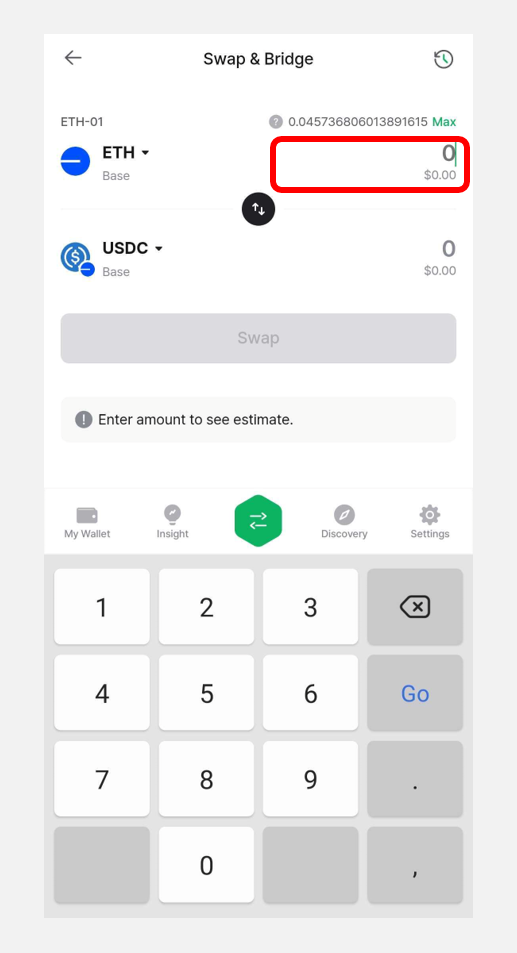 Swap & Bridge
ETH-01
? 0.045736806013891615 Max
ETH
0
Base
$0.00
USDC
0
$
Base
$0.00
Swap
! Enter amount to see estimate.
My Wallet
Insight
Discovery
Settings
1 2 3
4 5 6 Go
7 8 9 .
0 ,